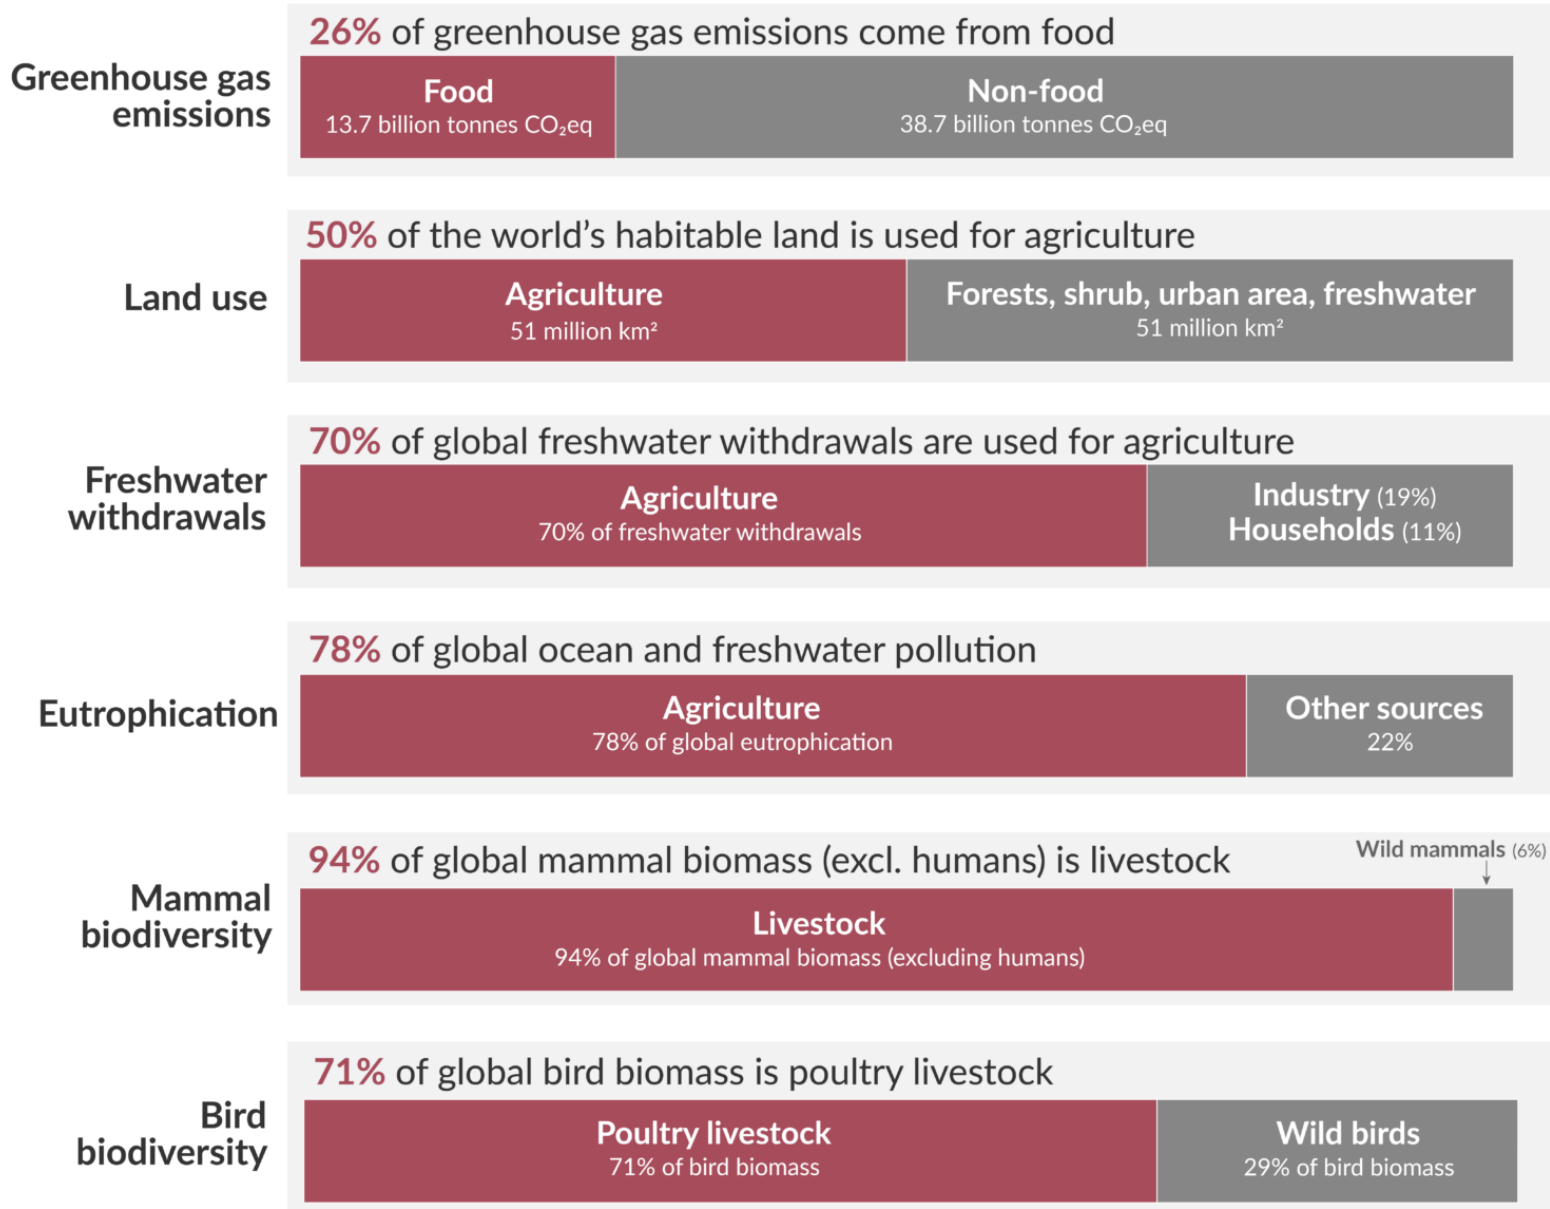 26% of greenhouse gas emissions come from food
Greenhouse gas
emissions
Food
13.7 billion tonnes CO₂eq
Non-food
38.7 billion tonnes CO₂eq
50% of the world’s habitable land is used for agriculture
Land use
Agriculture
51 million km²
Forests, shrub, urban area, freshwater
51 million km²
70% of global freshwater withdrawals are used for agriculture
Freshwater
withdrawals
Agriculture
70% of freshwater withdrawals
Industry (19%)
Households (11%)
78% of global ocean and freshwater pollution
Eutrophication
Agriculture
78% of global eutrophication
Other sources
22%
94% of global mammal biomass (excl. humans) is livestock
Wild mammals (6%)
Mammal
biodiversity
Livestock
94% of global mammal biomass (excluding humans)
71% of global bird biomass is poultry livestock
Bird
biodiversity
Poultry livestock
71% of bird biomass
Wild birds
29% of bird biomass